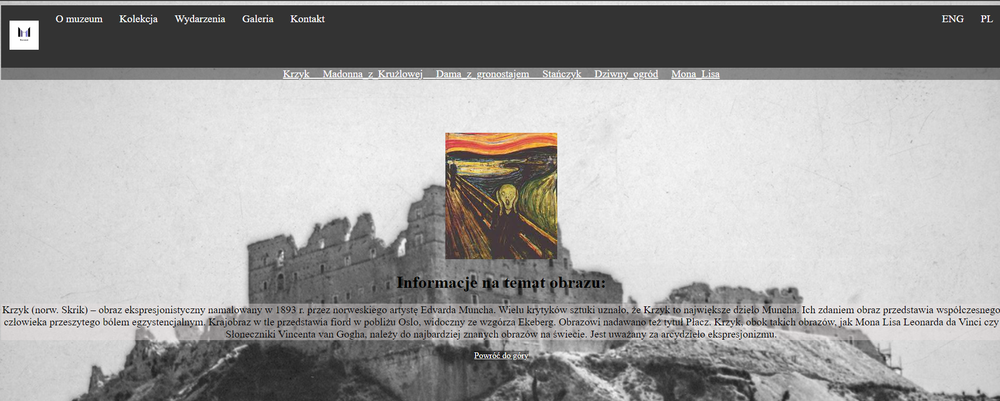 O muzeum Kolekcja Wydarzenia Galeria Kontakt ENG PL
Krzyk Madonna_z_Krużlowej Dama_z_gronostajem Stańczyk Dziwny_ogród Mona_Lisa
Informacje na temat obrazu:
Krzyk (norw. Skrik) – obraz ekspresjonistyczny namalowany w 1893 r. przez norweskiego artystę Edvarda Muncha. Wielu krytyków sztuki uznało, że Krzyk to największe dzieło Muncha. Ich zdaniem obraz przedstawia współczesnego
człowieka przeszytego bólem egzystencjalnym. Krajobraz w tle przedstawia fiord w pobliżu Oslo, widoczny ze wzgórza Ekeberg. Obrazowi nadawano też tytuł Płacz. Krzyk, obok takich obrazów, jak Mona Lisa Leonarda da Vinci czy
Słoneczniki Vincenta van Gogha, należy do najbardziej znanych obrazów na świecie. Jest uważany za arcydzieło ekspresjonizmu.
Powróć do góry